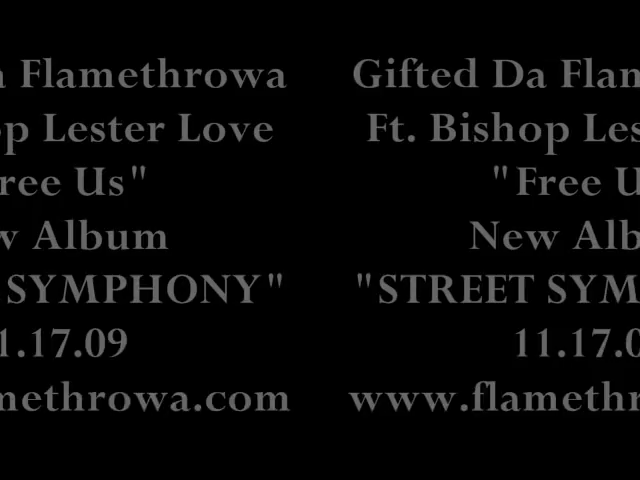 a Flamethrowa
op Lester Love
ree Us"
w Album
SYMPHONY"
1.17.09
methrowa.com
Gifted Da Flam
Ft. Bishop Les
"Free U
New Alb
"STREET SYM
11.17.0
www.flamethr